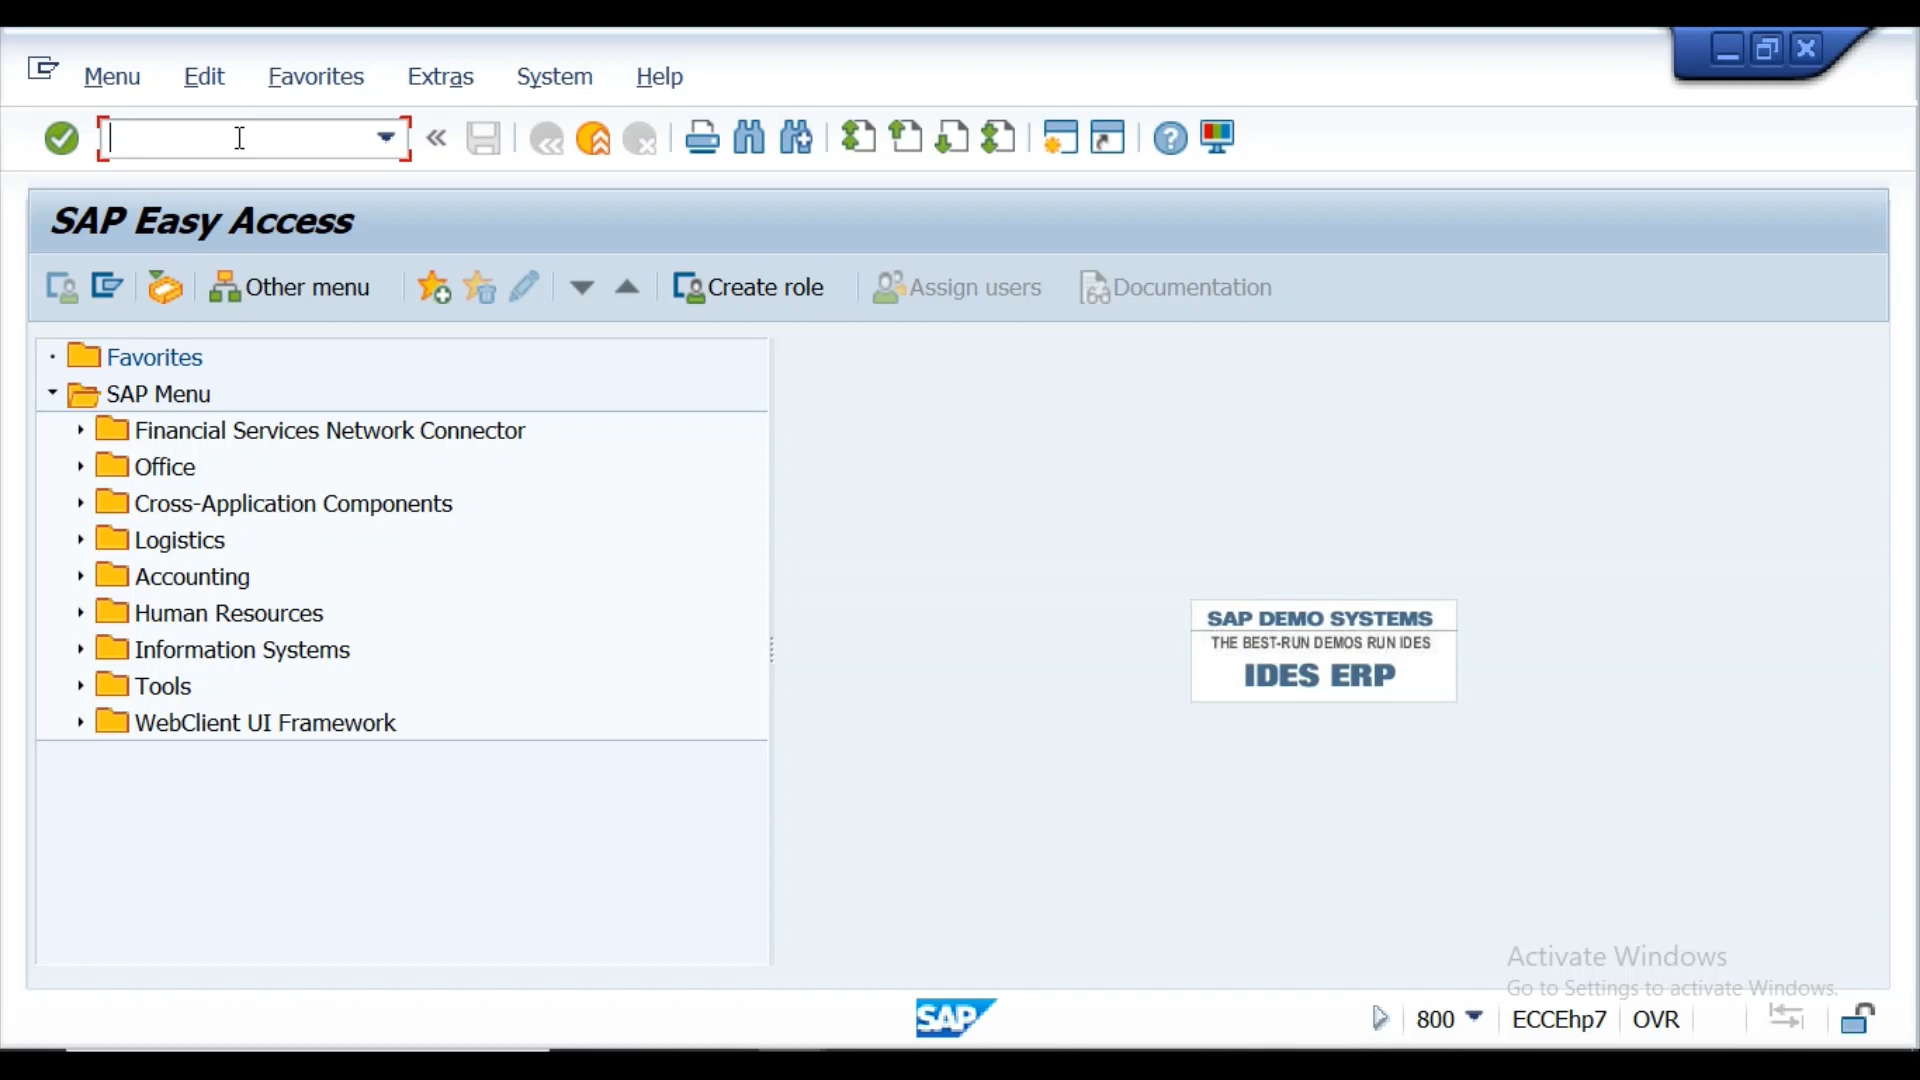 Menu Edit Favorites Extras System Help
SAP Easy Access
Other menu Create role Assign users Documentation
Favorites
SAP Menu
Financial Services Network Connector
Office
Cross-Application Components
Logistics
Accounting
Human Resources
Information Systems
Tools
WebClient UI Framework
SAP DEMO SYSTEMS
THE BEST-RUN DEMOS RUN IDES
IDES ERP
Activate Windows
Go to Settings to activate Windows.
SAP 800 ECCEhp7 OVR